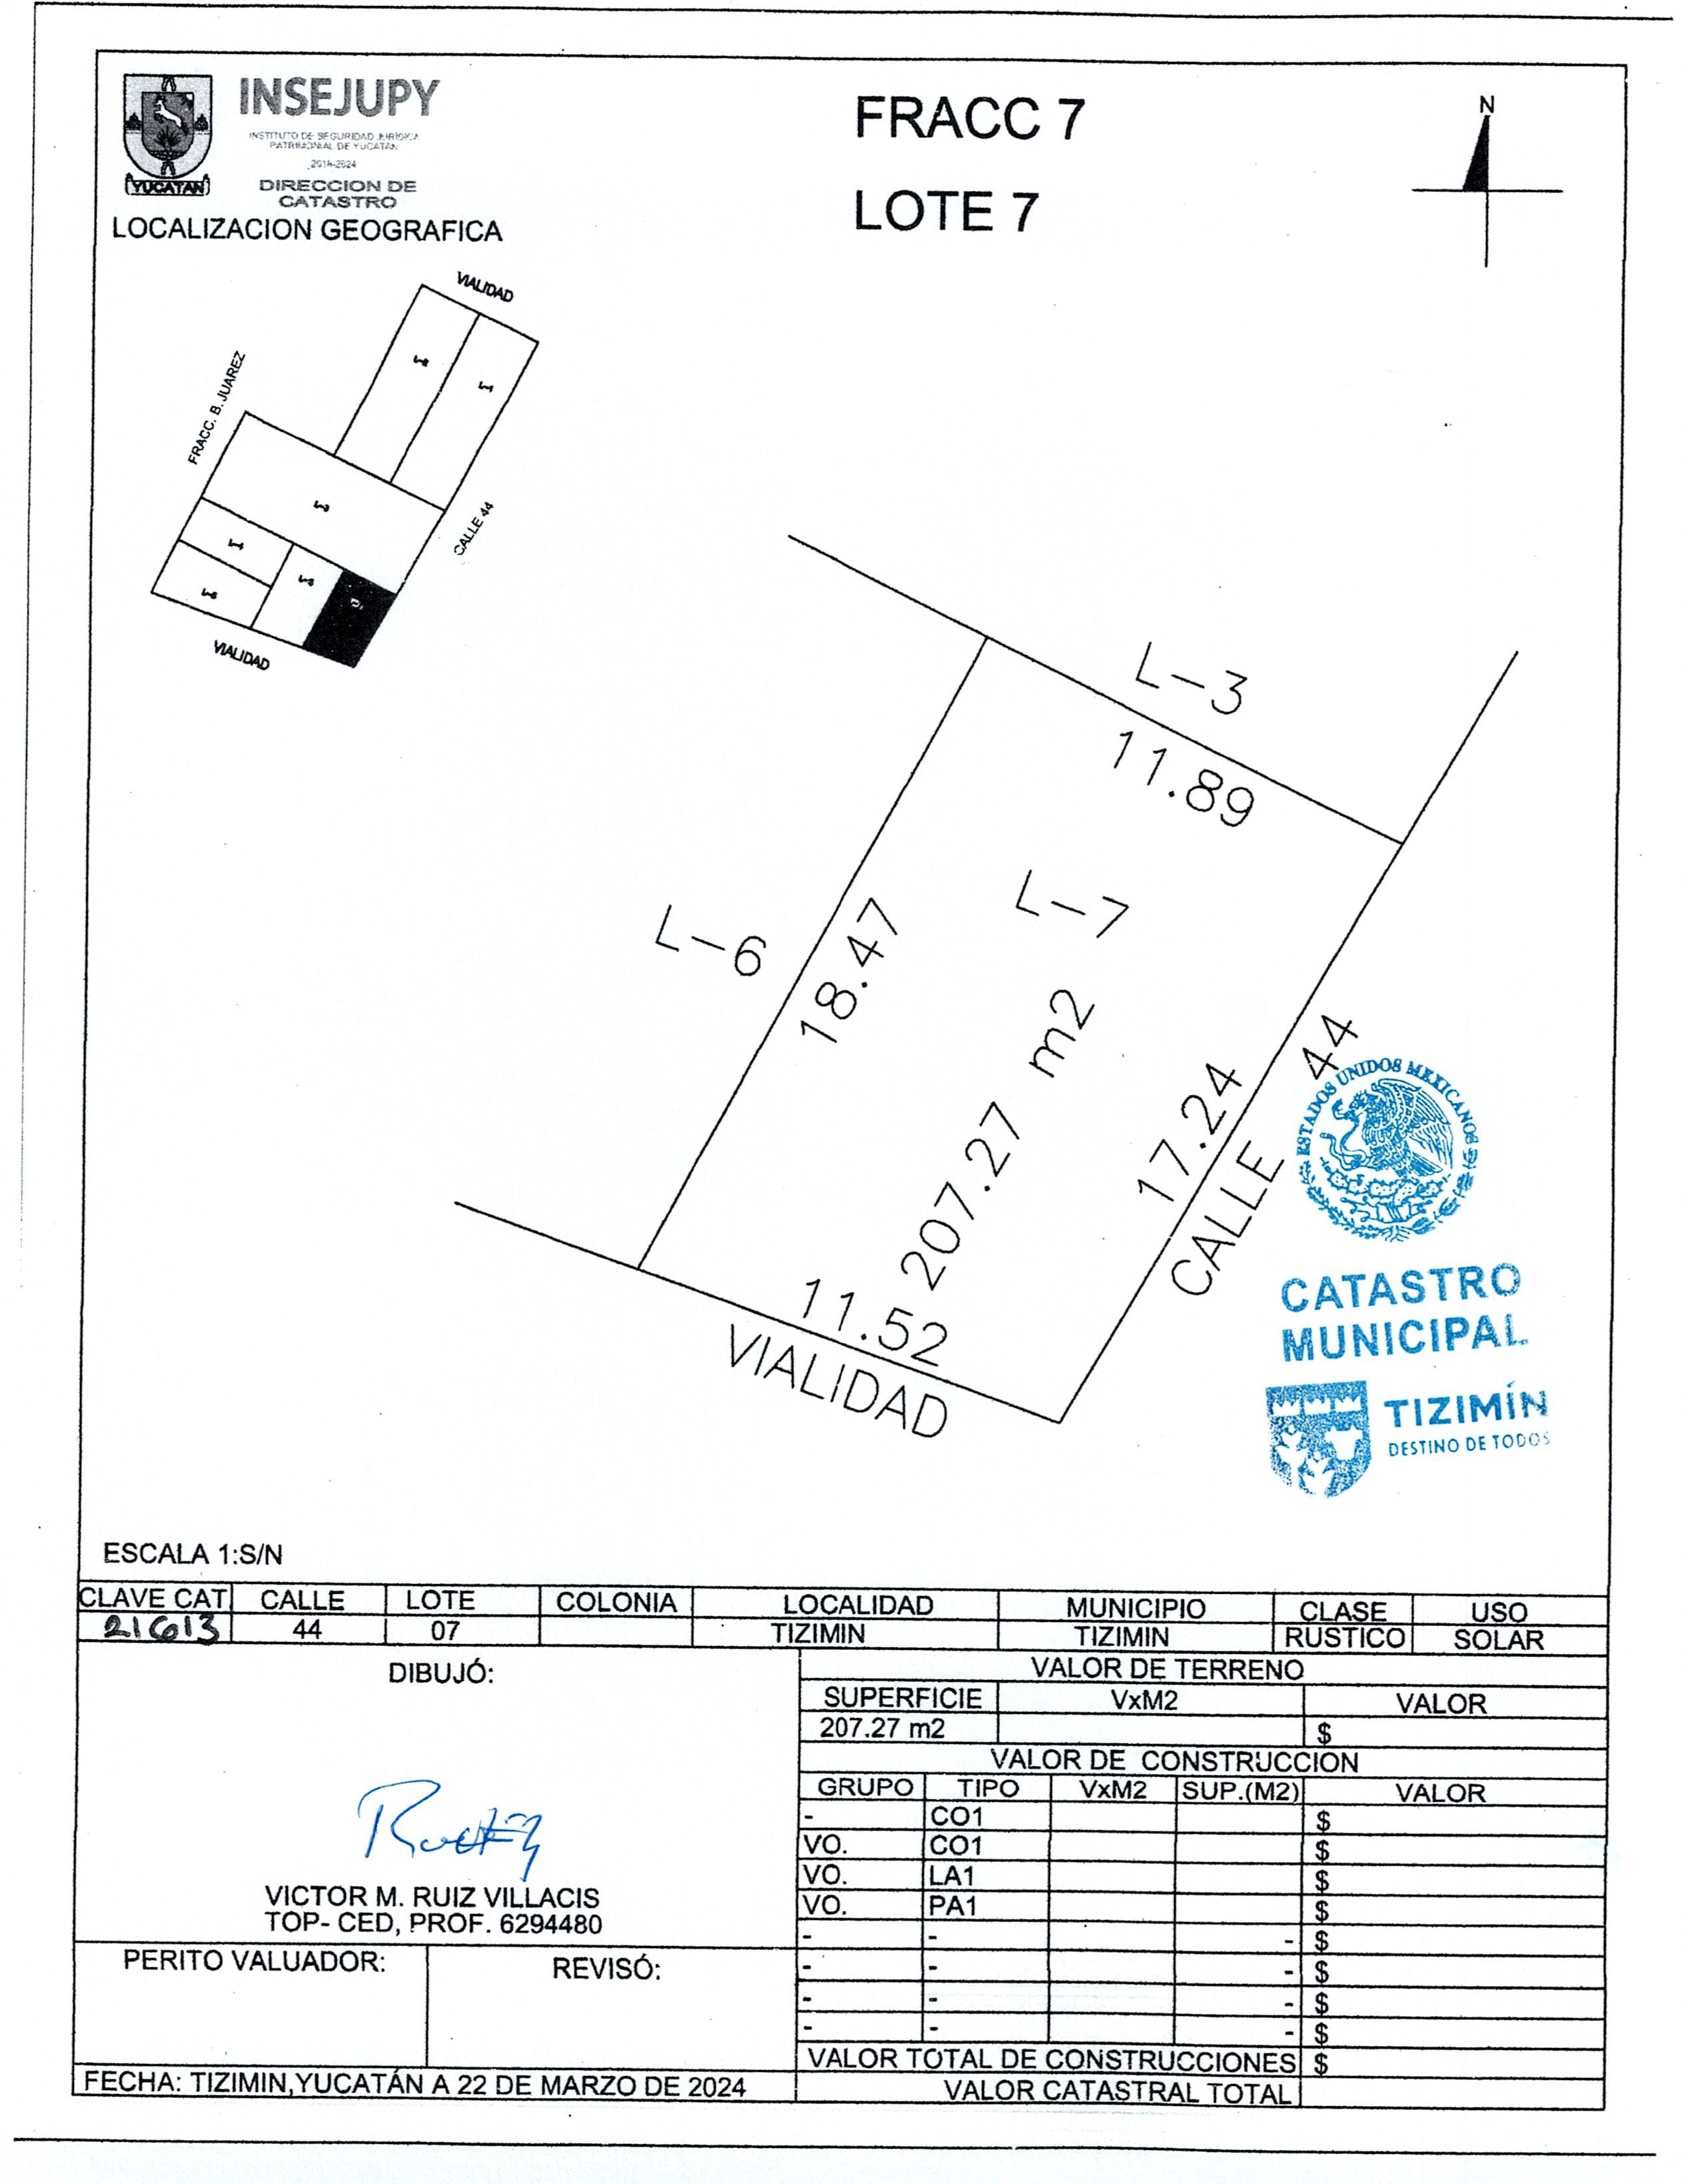 INSEJUPY
INSTITUTO DE SEGURIDAD JURIDICA
PATRIMONIAL DE YUCATÁN
DIRECCION DE
CATASTRO
YUCATAN
LOCALIZACION GEOGRAFICA
FRACC 7
LOTE 7
N
VIALIDAD
FRACC. B. JUAREZ
CALLE 44
VIALIDAD
L-3
11.89
L-7
L-6
18.47
207.27 m2
17.24
CALLE 44
11.52
VIALIDAD
ESTADOS UNIDOS MEXICANOS
CATASTRO
MUNICIPAL
TIZIMÍN
DESTINO DE TODOS
ESCALA 1:S/N
CLAVE CAT CALLE LOTE COLONIA LOCALIDAD MUNICIPIO CLASE USO
21613 44 07 TIZIMIN TIZIMIN RUSTICO SOLAR
DIBUJÓ:
VICTOR M. RUIZ VILLACIS
TOP- CED, PROF. 6294480
PERITO VALUADOR: REVISÓ:
FECHA: TIZIMIN,YUCATÁN A 22 DE MARZO DE 2024
VALOR DE TERRENO
SUPERFICIE VxM2 VALOR
207.27 m2 $
VALOR DE CONSTRUCCION
GRUPO TIPO VxM2 SUP.(M2) VALOR
- CO1 $
VO. CO1 $
VO. LA1 $
VO. PA1 $
- - - $
- - - $
- - - $
- - - $
VALOR TOTAL DE CONSTRUCCIONES $
VALOR CATASTRAL TOTAL